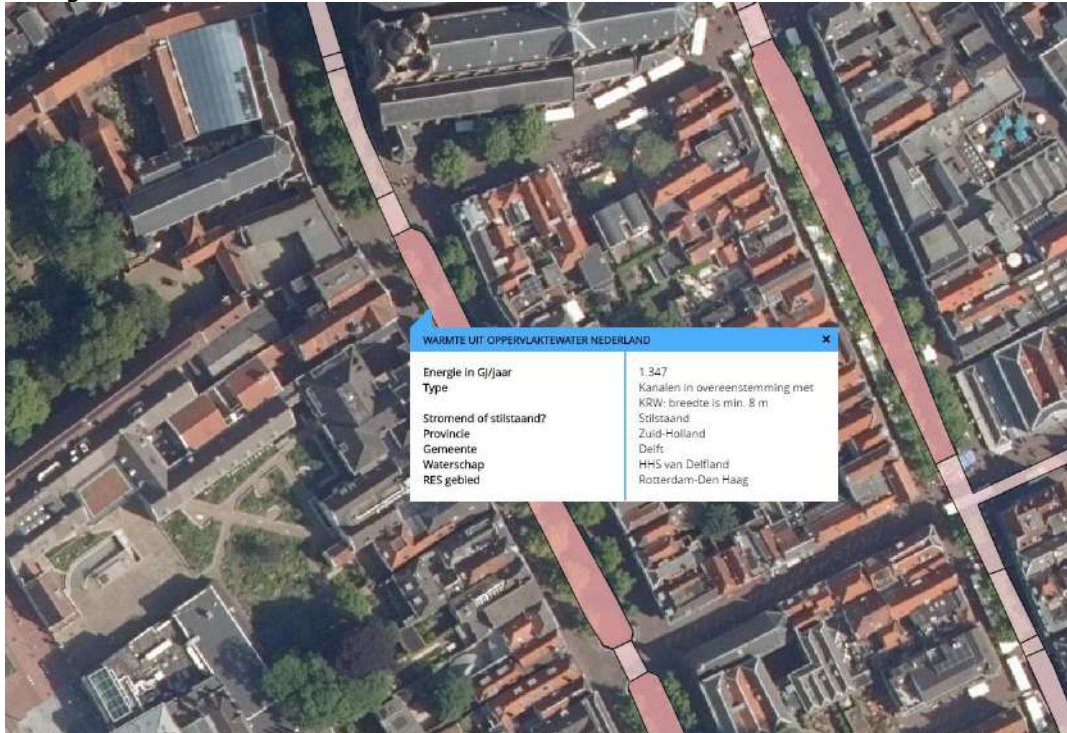 WARMTE UIT OPPERVLAKTEWATER NEDERLAND ×
Energie in Gj/jaar 1.347
Type Kanalen in overeenstemming met
KRW: breedte is min. 8 m
Stromend of stilstaand? Stilstaand
Provincie Zuid-Holland
Gemeente Delft
Waterschap HHS van Delfland
RES gebied Rotterdam-Den Haag